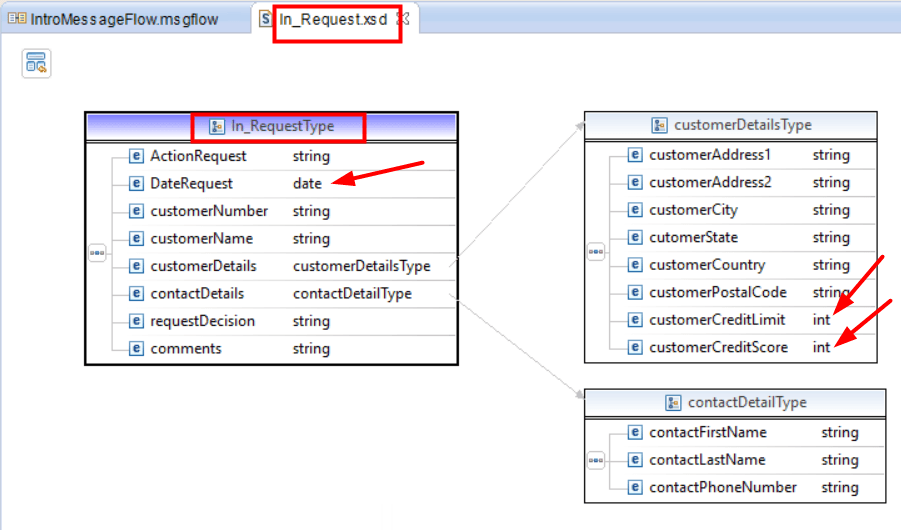 IntroMessageFlow.msgflow
In_Request.xsd
In_RequestType
ActionRequest string
DateRequest date
customerNumber string
customerName string
customerDetails customerDetailsType
contactDetails contactDetailType
requestDecision string
comments string
customerDetailsType
customerAddress1 string
customerAddress2 string
customerCity string
cutomerState string
customerCountry string
customerPostalCode string
customerCreditLimit int
customerCreditScore int
contactDetailType
contactFirstName string
contactLastName string
contactPhoneNumber string